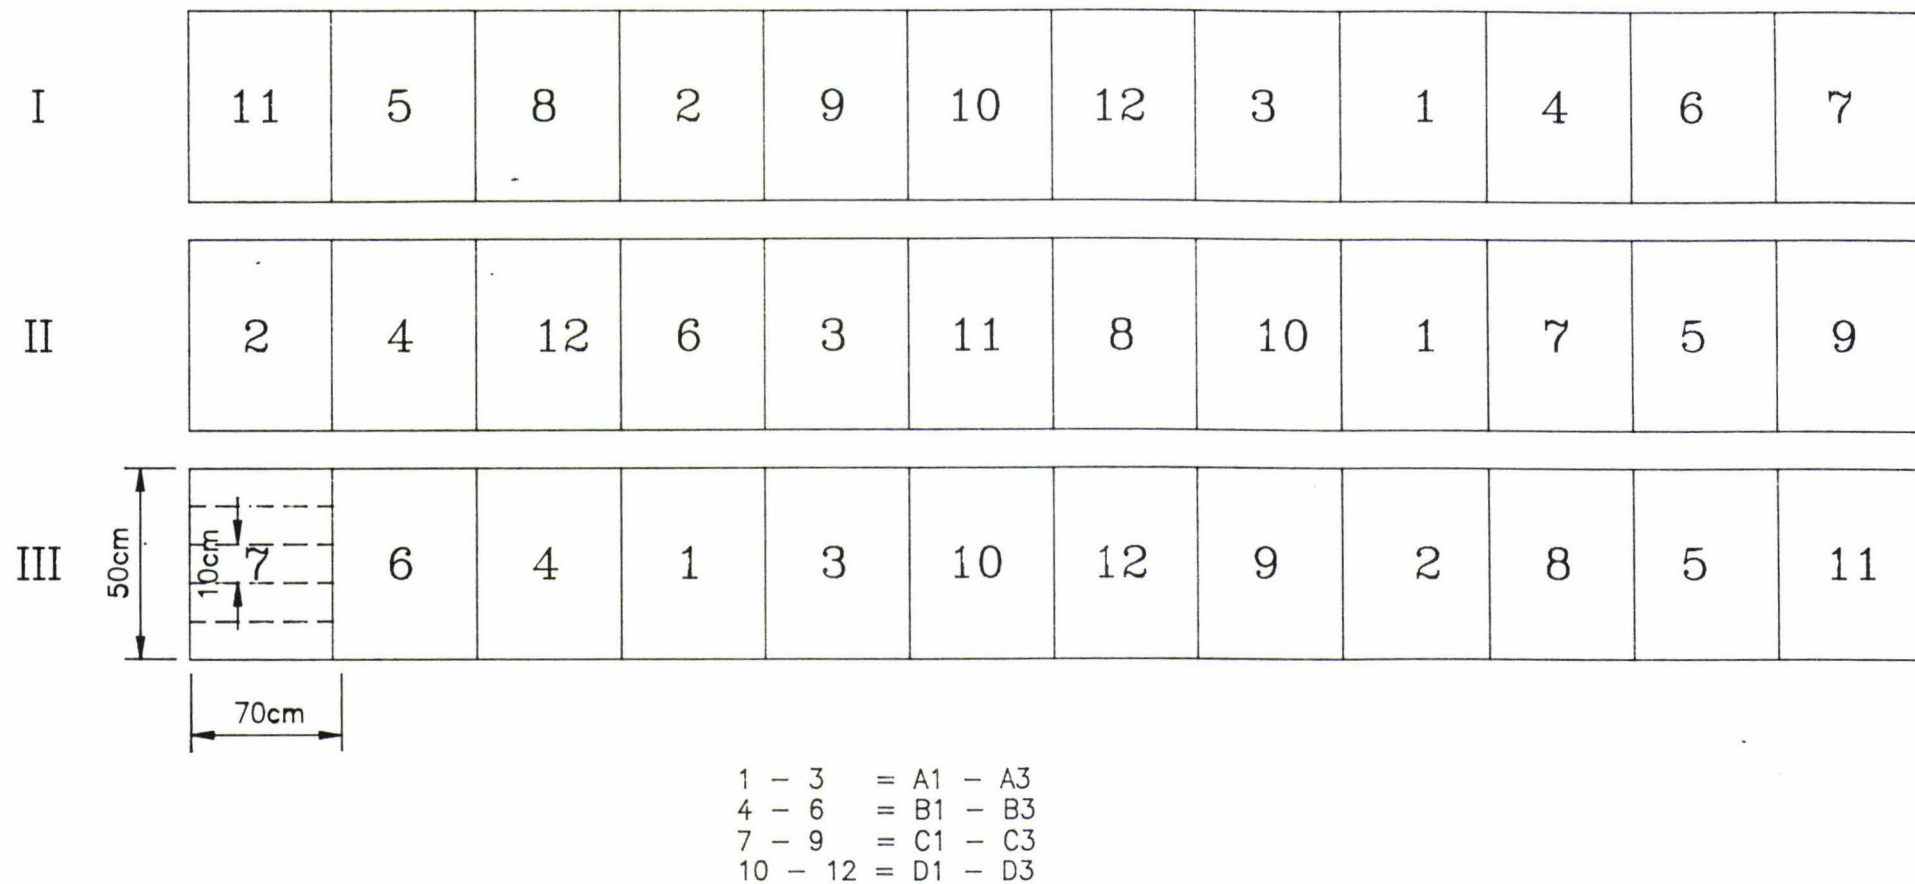 I 11 5 8 2 9 10 12 3 1 4 6 7
II 2 4 12 6 3 11 8 10 1 7 5 9
III 50cm 10cm 7 6 4 1 3 10 12 9 2 8 5 11
70cm
1 - 3 = A1 - A3
4 - 6 = B1 - B3
7 - 9 = C1 - C3
10 - 12 = D1 - D3